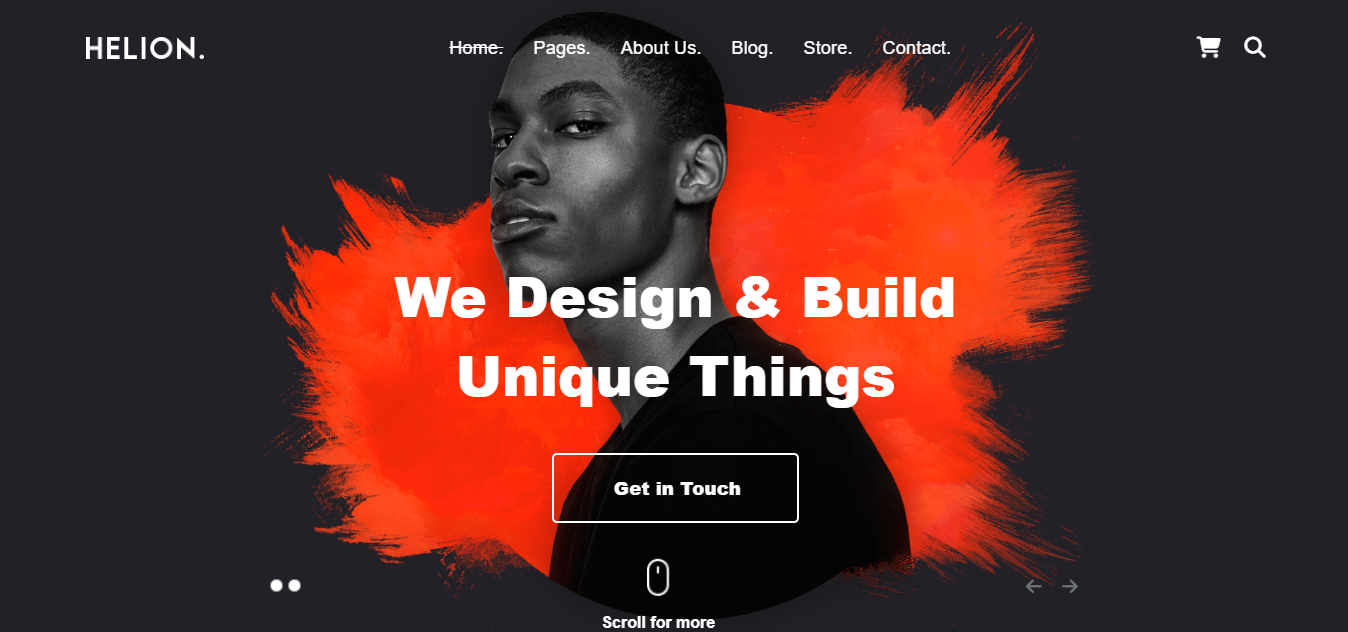 HELION.
Home. Pages. About Us. Blog. Store. Contact.
We Design & Build
Unique Things
Get in Touch
Scroll for more